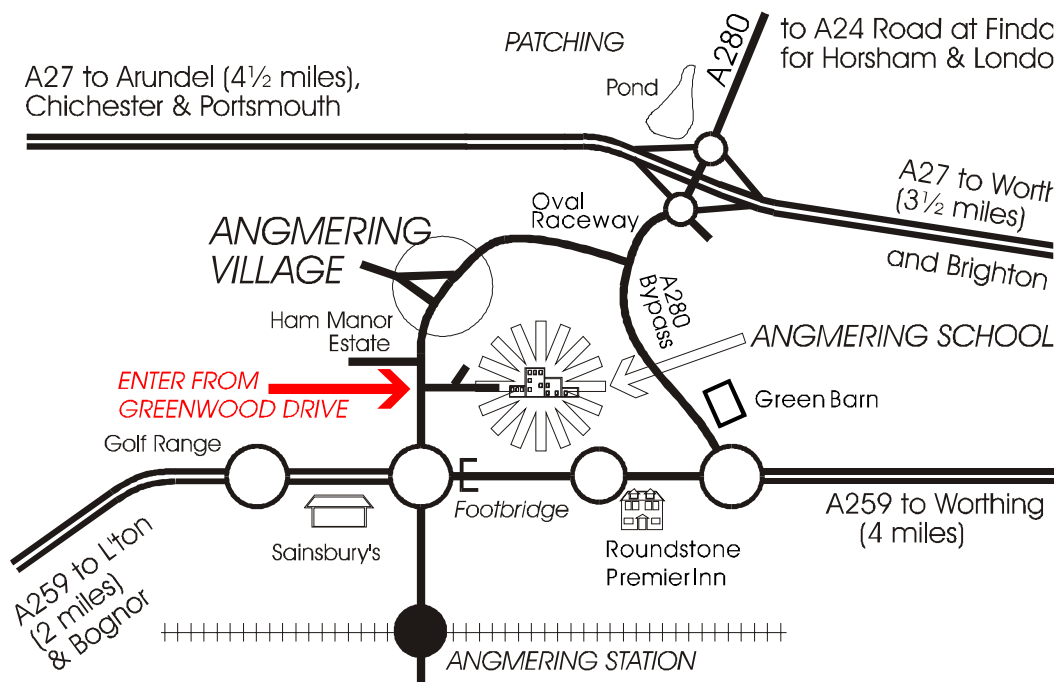 PATCHING
A280
to A24 Road at Findo
for Horsham & Londo
A27 to Arundel (4½ miles),
Chichester & Portsmouth
Pond
A27 to Worth
(3½ miles)
and Brighton
Oval
Raceway
ANGMERING
VILLAGE
A280
Bypass
Ham Manor
Estate
ANGMERING SCHOOL
ENTER FROM
GREENWOOD DRIVE
Green Barn
Golf Range
Footbridge
A259 to Worthing
(4 miles)
Sainsbury's
Roundstone
PremierInn
A259 to L'ton
(2 miles)
& Bognor
ANGMERING STATION